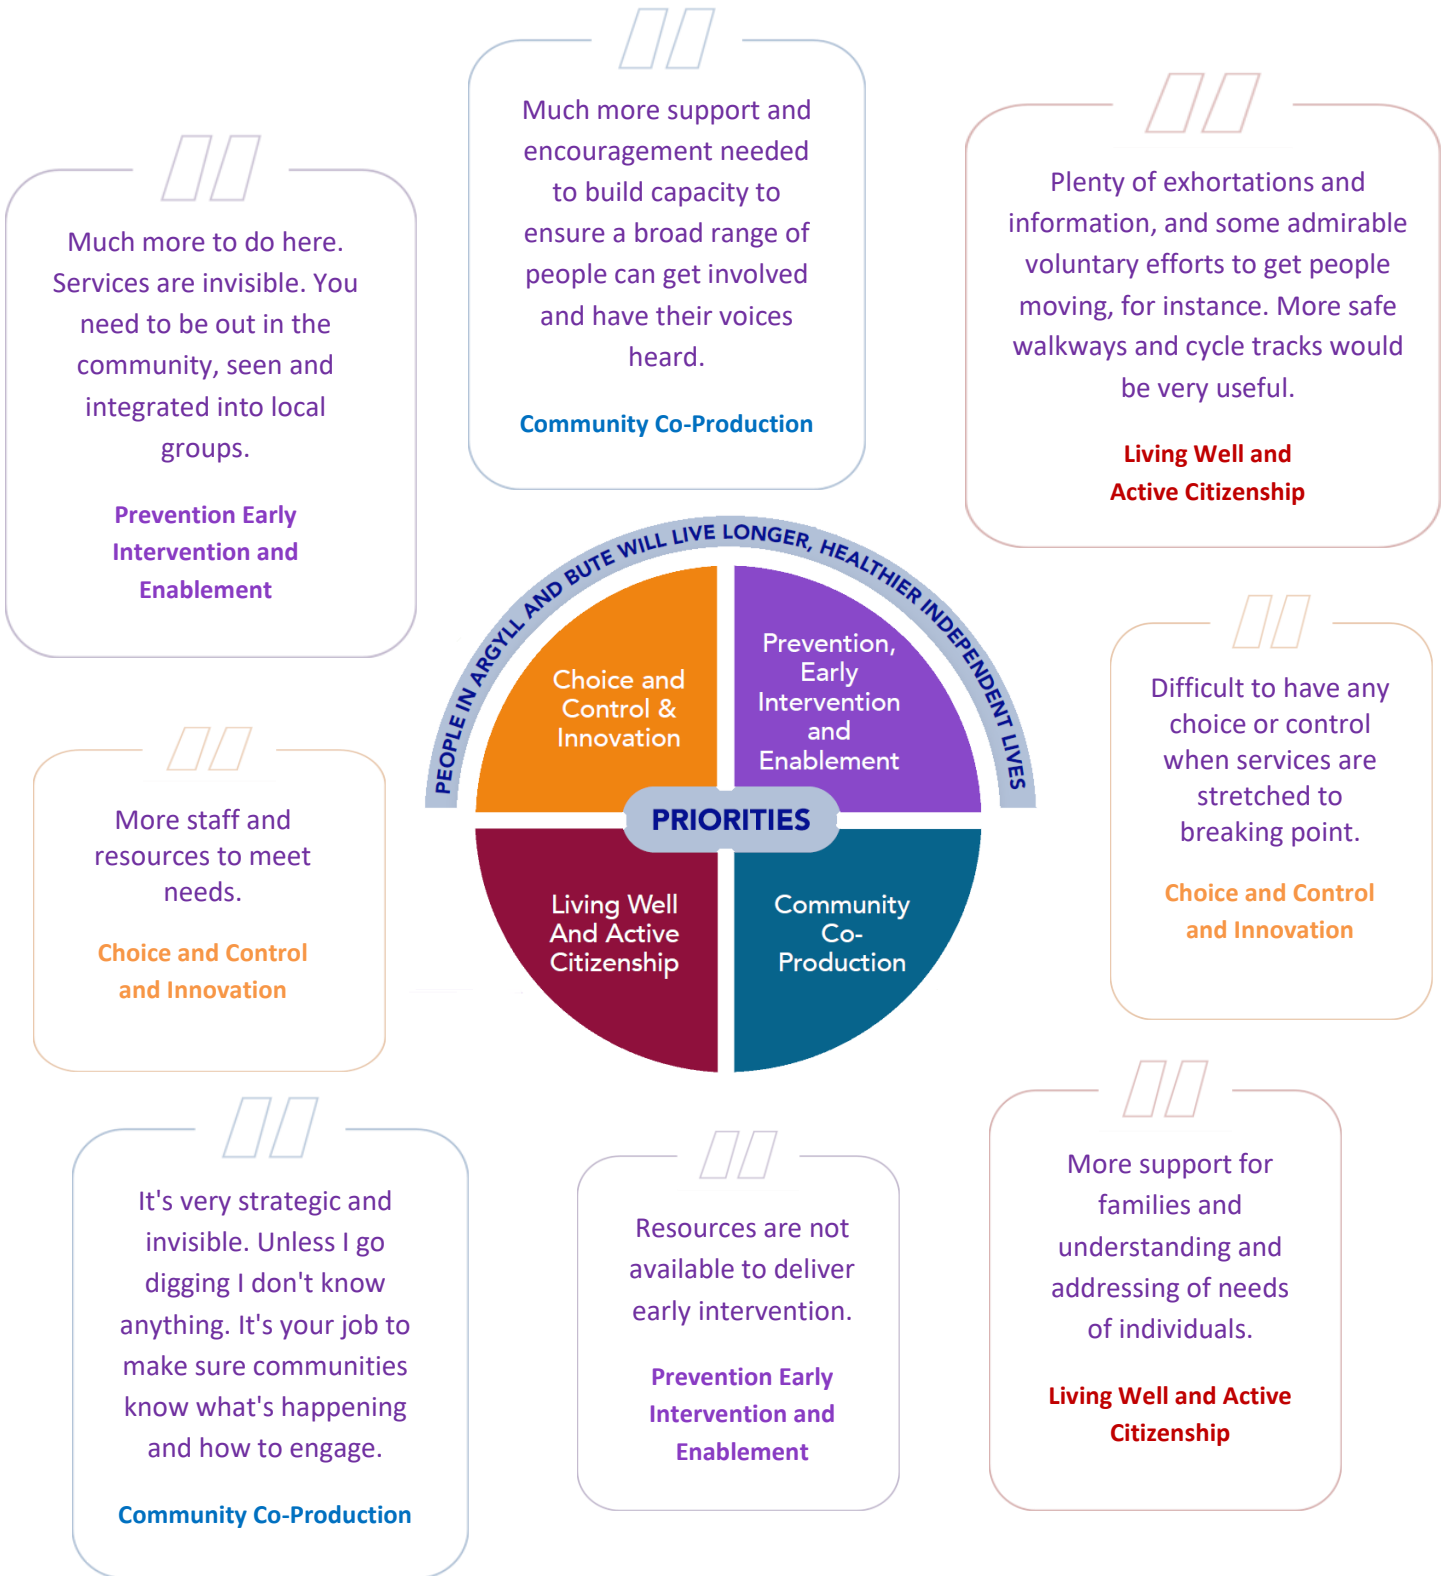 Much more support and
encouragement needed
to build capacity to
ensure a broad range of
people can get involved
and have their voices
heard.
Community Co-Production
Plenty of exhortations and
information, and some admirable
voluntary efforts to get people
moving, for instance. More safe
walkways and cycle tracks would
be very useful.
Living Well and
Active Citizenship
Much more to do here.
Services are invisible. You
need to be out in the
community, seen and
integrated into local
groups.
Prevention Early
Intervention and
Enablement
PEOPLE IN ARGYLL AND BUTE WILL LIVE LONGER, HEALTHIER INDEPENDENT LIVES
Choice and
Control &
Innovation
Prevention,
Early
Intervention
and
Enablement
PRIORITIES
Living Well
And Active
Citizenship
Community
Co-
Production
Difficult to have any
choice or control
when services are
stretched to
breaking point.
Choice and Control
and Innovation
More staff and
resources to meet
needs.
Choice and Control
and Innovation
It's very strategic and
invisible. Unless I go
digging I don't know
anything. It's your job to
make sure communities
know what's happening
and how to engage.
Community Co-Production
Resources are not
available to deliver
early intervention.
Prevention Early
Intervention and
Enablement
More support for
families and
understanding and
addressing of needs
of individuals.
Living Well and Active
Citizenship